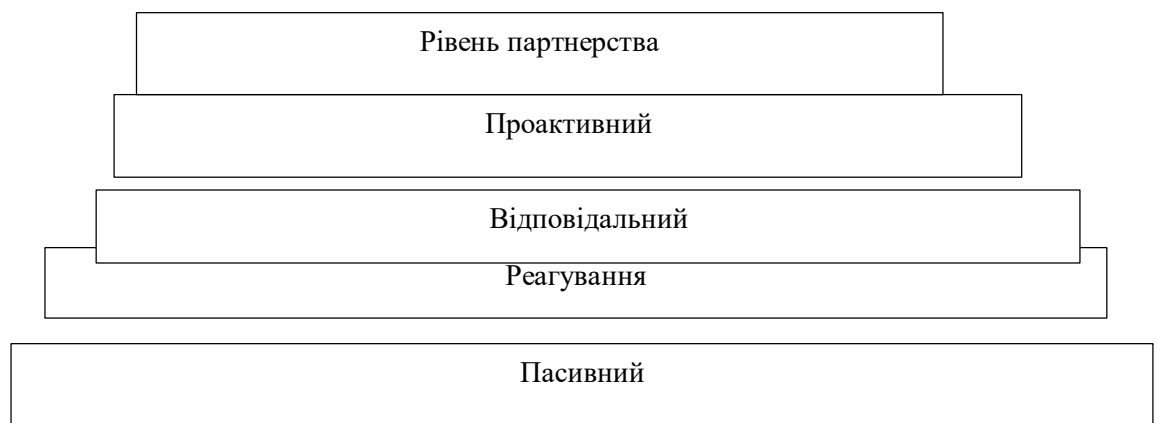 Рівень партнерства
Проактивний
Відповідальний
Реагування
Пасивний